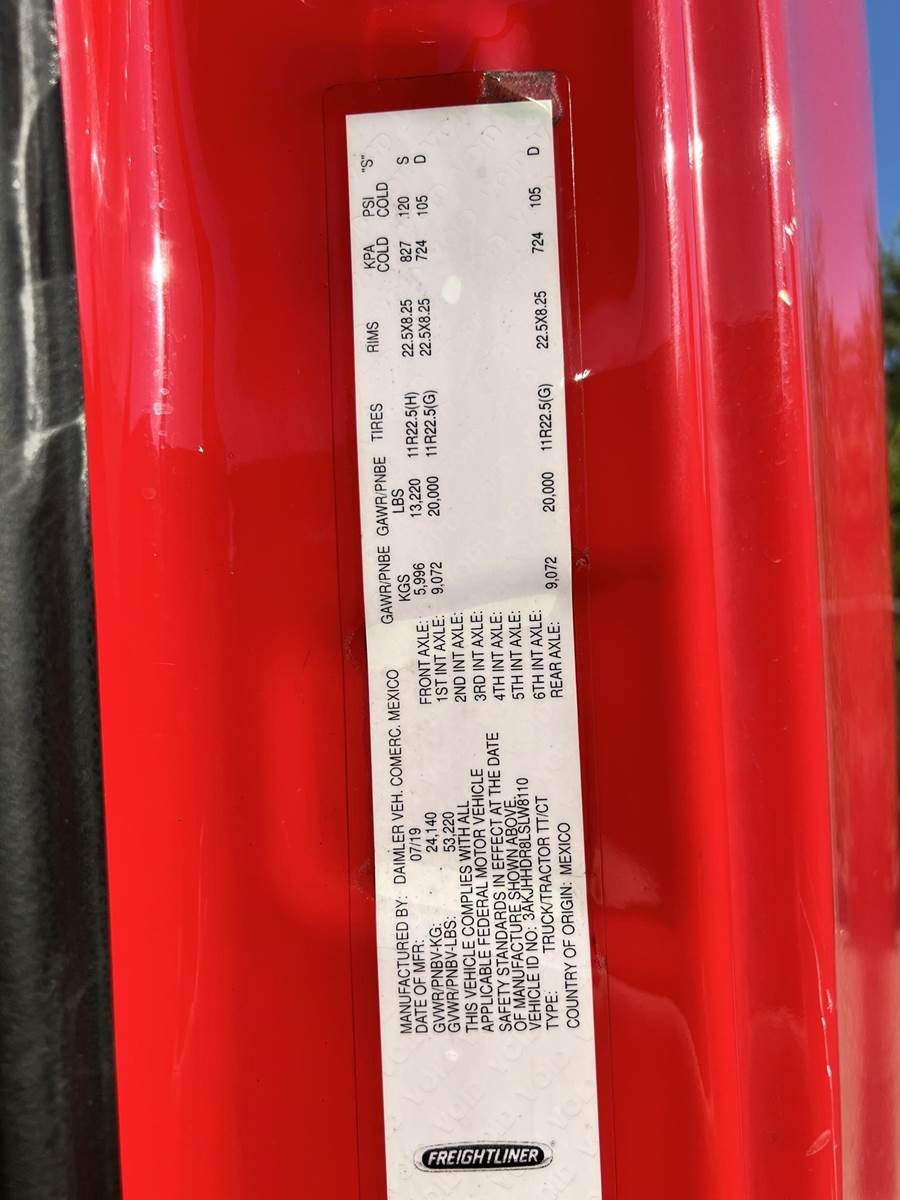 FREIGHTLINER
MANUFACTURED BY: DAIMLER VEH. COMERC. MEXICO
DATE OF MFR: 07/19
GVWR/PNBV-KG: 24,140
GVWR/PNBV-LBS: 53,220
THIS VEHICLE COMPLIES WITH ALL
APPLICABLE FEDERAL MOTOR VEHICLE
SAFETY STANDARDS IN EFFECT AT THE DATE
OF MANUFACTURE SHOWN ABOVE.
VEHICLE ID NO: 3AKJHHDR8LSLW8110
TYPE: TRUCK/TRACTOR TT/CT
COUNTRY OF ORIGIN: MEXICO
GAWR/PNBE GAWR/PNBE TIRES RIMS KPA PSI "S"
KGS LBS COLD COLD
FRONT AXLE: 5,996 13,220 11R22.5(H) 22.5X8.25 827 120 S
1ST INT AXLE: 9,072 20,000 11R22.5(G) 22.5X8.25 724 105 D
2ND INT AXLE:
3RD INT AXLE:
4TH INT AXLE:
5TH INT AXLE:
6TH INT AXLE:
REAR AXLE: 9,072 20,000 11R22.5(G) 22.5X8.25 724 105 D